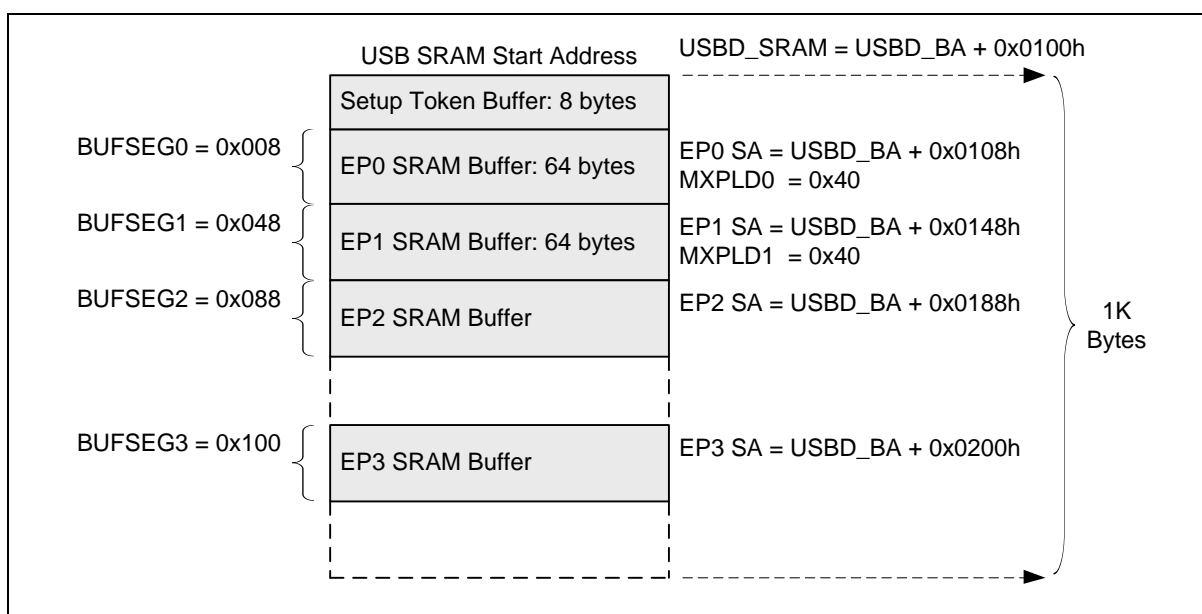 USB SRAM Start Address
USBD_SRAM = USBD_BA + 0x0100h
Setup Token Buffer: 8 bytes
BUFSEG0 = 0x008
EP0 SRAM Buffer: 64 bytes
EP0 SA = USBD_BA + 0x0108h
MXPLD0 = 0x40
BUFSEG1 = 0x048
EP1 SRAM Buffer: 64 bytes
EP1 SA = USBD_BA + 0x0148h
MXPLD1 = 0x40
BUFSEG2 = 0x088
EP2 SRAM Buffer
EP2 SA = USBD_BA + 0x0188h
1K
Bytes
BUFSEG3 = 0x100
EP3 SRAM Buffer
EP3 SA = USBD_BA + 0x0200h